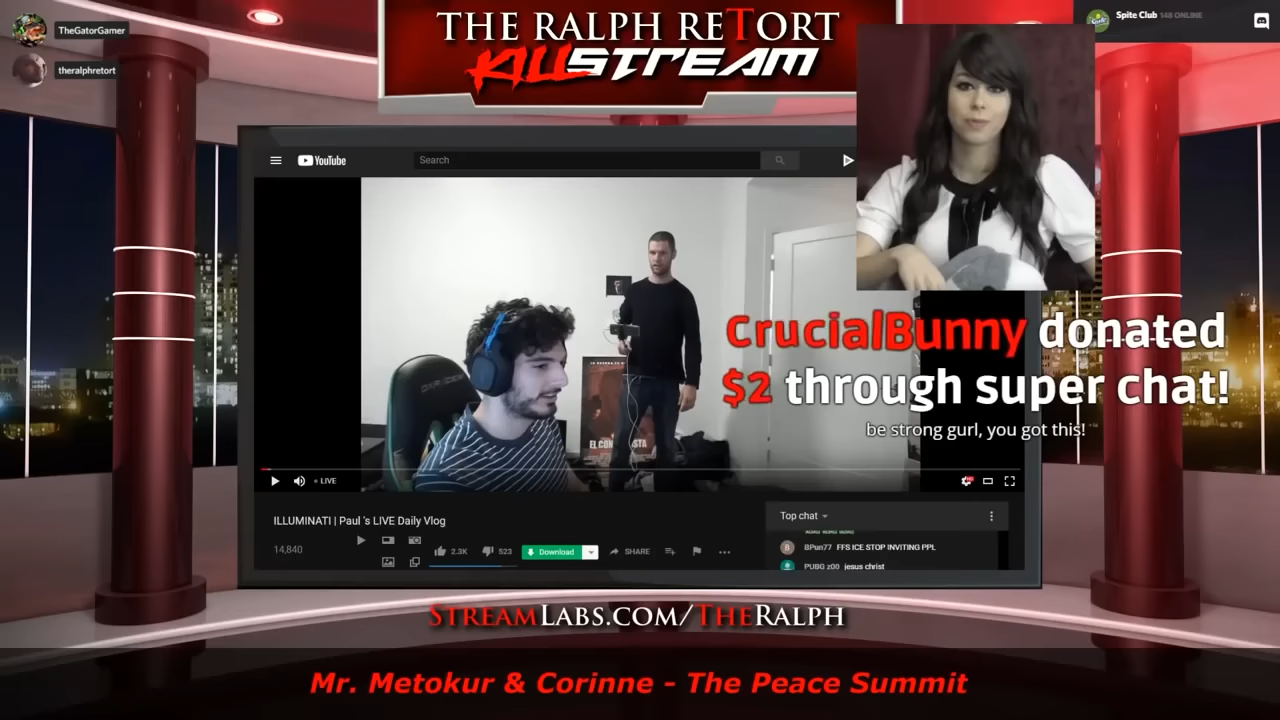 TheGatorGamer
theralphretort
THE RALPH RETORT
KILLSTREAM
Spite Club 148 ONLINE
YouTube
Search
CrucialBunny donated
$2 through super chat!
be strong gurl, you got this!
LIVE
ILLUMINATI | Paul 's LIVE Daily Vlog
14,840
2.3K
523
Download
SHARE
Top chat
B
BPun77 FFS ICE STOP INVITING PPL
PUBG z00 jesus christ
STREAMLABS.COM/THERALPH
Mr. Metokur & Corinne - The Peace Summit